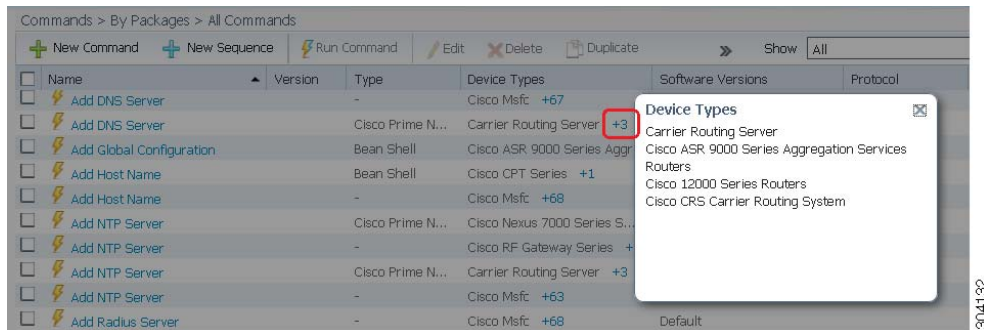 Commands > By Packages > All Commands
New Command New Sequence Run Command Edit Delete Duplicate » Show All
Name Version Type Device Types Software Versions Protocol
Add DNS Server - Cisco Msfc +67
Add DNS Server Cisco Prime N... Carrier Routing Server +3
Add Global Configuration Bean Shell Cisco ASR 9000 Series Aggr
Add Host Name Bean Shell Cisco CPT Series +1
Add Host Name - Cisco Msfc +68
Add NTP Server Cisco Prime N... Cisco Nexus 7000 Series S...
Add NTP Server - Cisco RF Gateway Series +
Add NTP Server Cisco Prime N... Carrier Routing Server +3
Add NTP Server - Cisco Msfc +63
Add Radius Server - Cisco Msfc +68 Default
Device Types
Carrier Routing Server
Cisco ASR 9000 Series Aggregation Services
Routers
Cisco 12000 Series Routers
Cisco CRS Carrier Routing System
304132